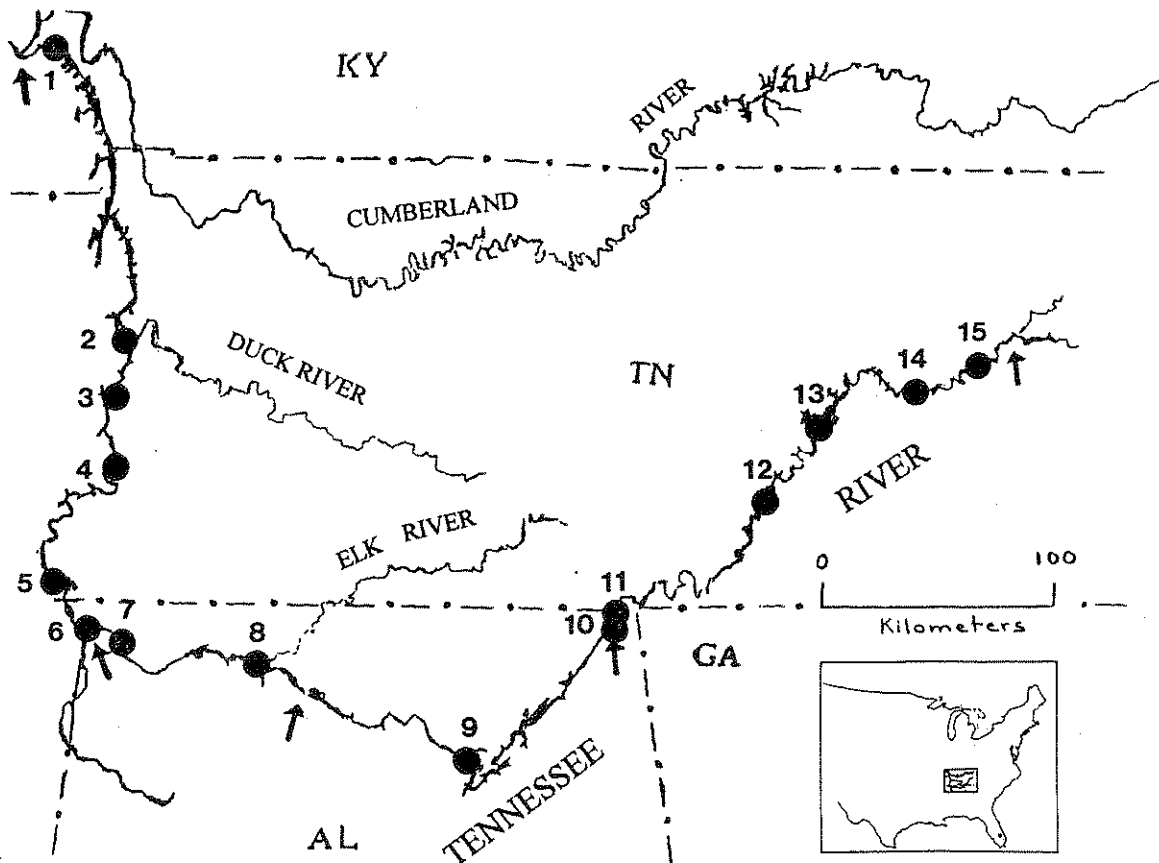 KY
1
RIVER
CUMBERLAND
2
DUCK RIVER
TN
15
14
3
13
4
12
RIVER
ELK RIVER
0 100
5
11
Kilometers
6
7
8
10
GA
9
TENNESSEE
AL